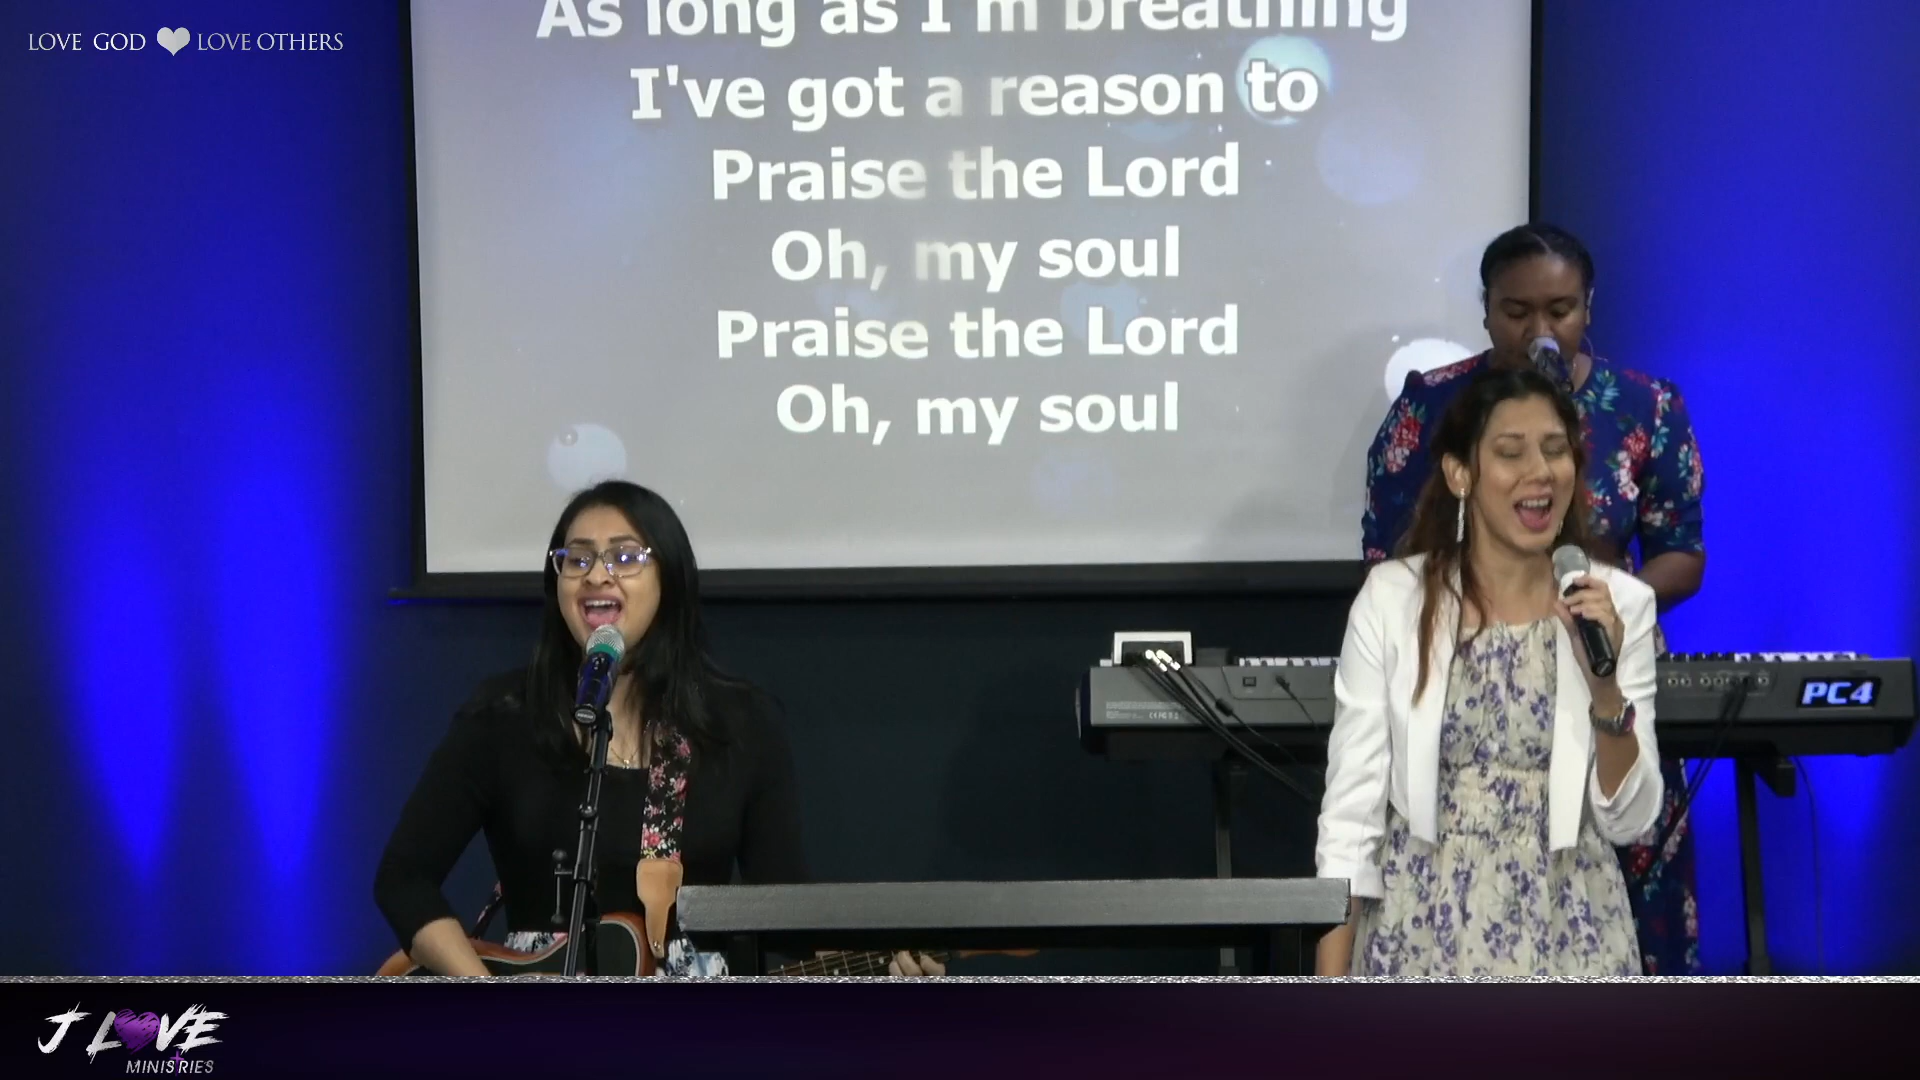 LOVE GOD LOVE OTHERS
As long as I'm breathing
I've got a reason to
Praise the Lord
Oh, my soul
Praise the Lord
Oh, my soul
PC4
J LOVE
MINISTRIES